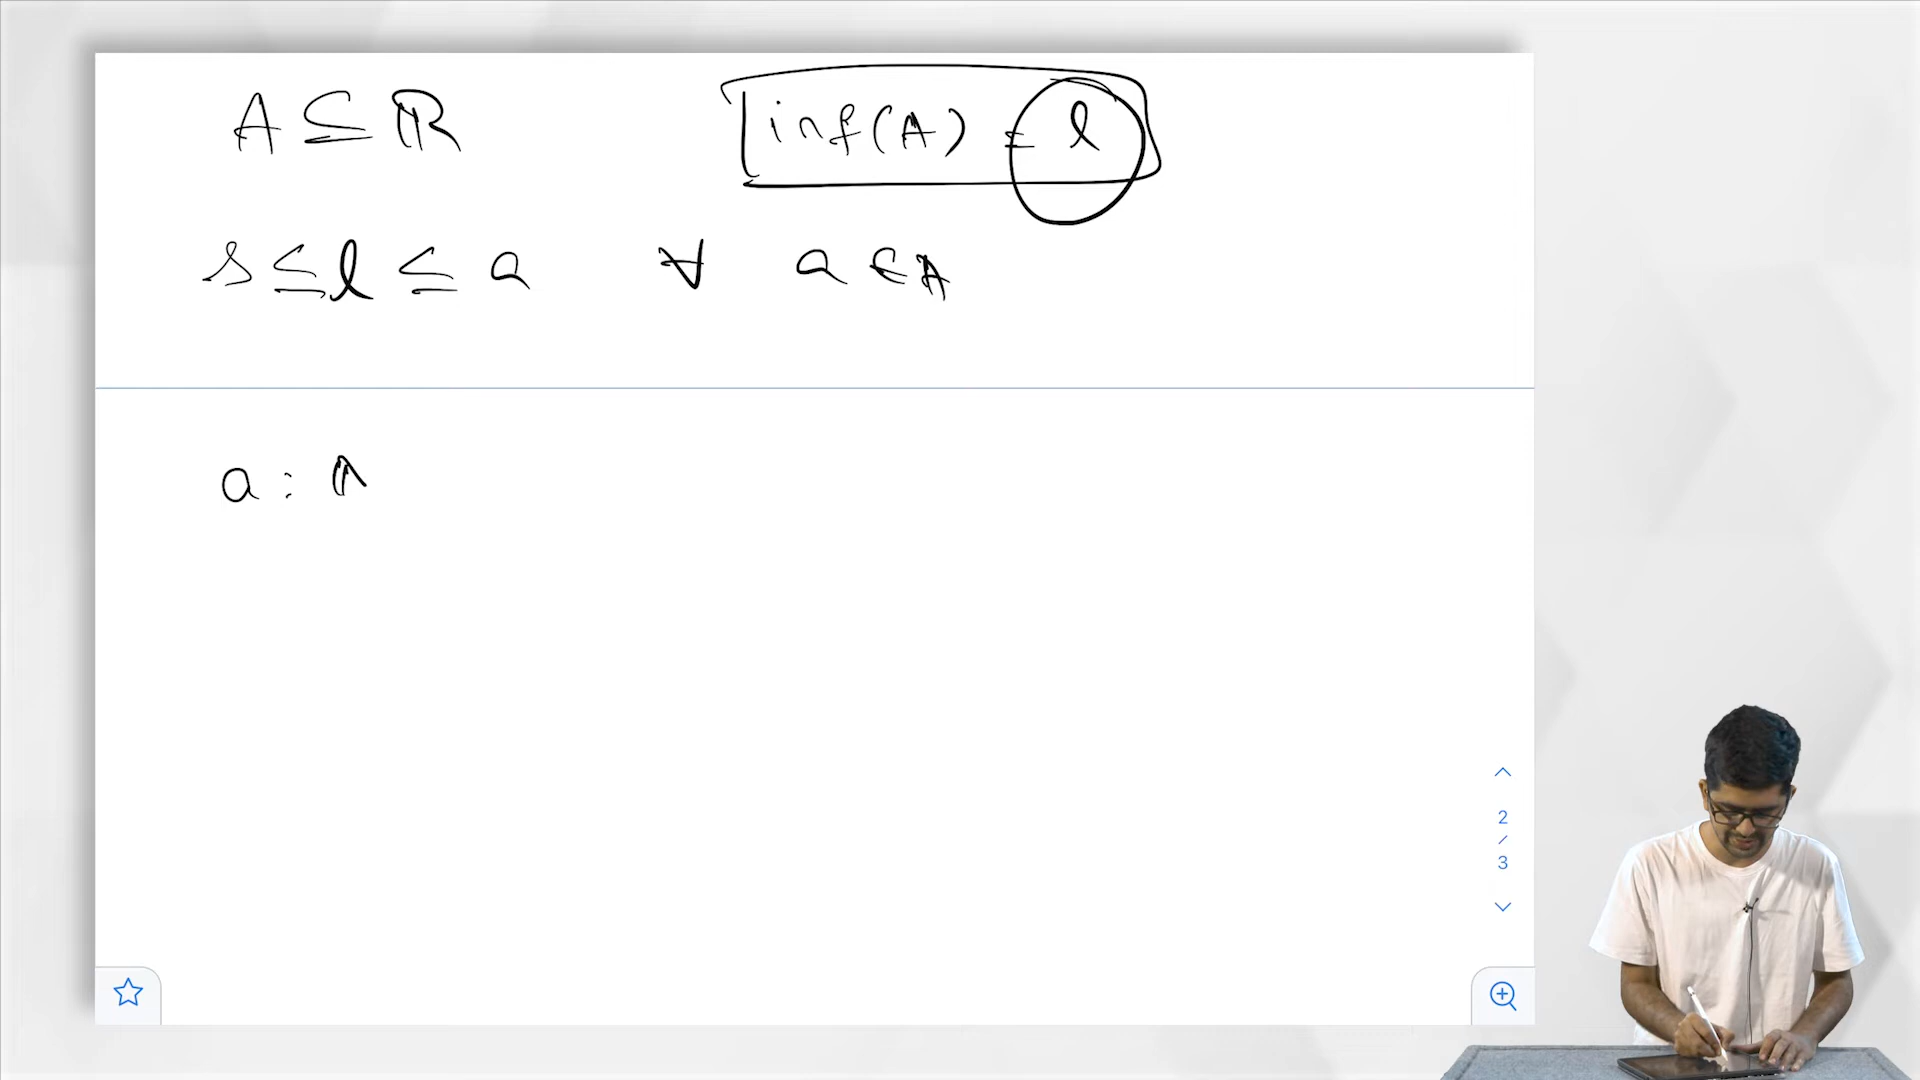 A ⊆ ℝ inf(A) = l
s ≤ l ≤ a ∀ a ∈ A
a : A
2
/
3